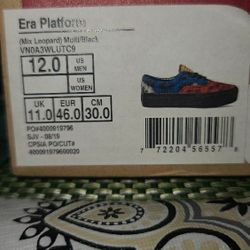 Era Platform
(Mix Leopard) Multi/Black
VN0A3WLUTC9
12.0 US MEN
US WOMEN
UK EUR CM
11.0 46.0 30.0
PO#4000919796
SJV - 08/19
CPSIA PO/CUT#
400091979600020
7 72204 56557 8